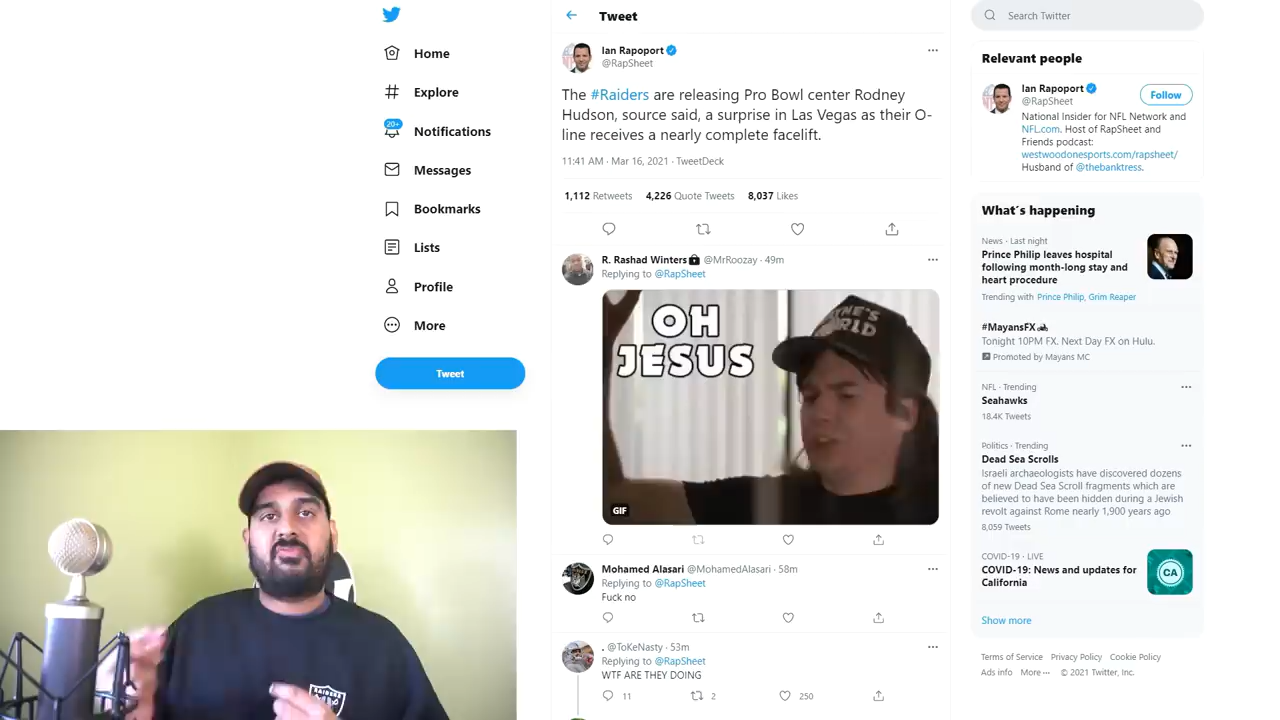 Home
Explore
20+
Notifications
Messages
Bookmarks
Lists
Profile
More
Tweet
Tweet
Ian Rapoport
@RapSheet
The #Raiders are releasing Pro Bowl center Rodney
Hudson, source said, a surprise in Las Vegas as their O-
line receives a nearly complete facelift.
11:41 AM · Mar 16, 2021 · TweetDeck
1,112 Retweets 4,226 Quote Tweets 8,037 Likes
R. Rashad Winters @MrRoozay · 49m
Replying to @RapSheet
OH
JESUS
WAYNE'S
WORLD
GIF
Mohamed Alasari @MohamedAlasari · 58m
Replying to @RapSheet
Fuck no
. @ToKeNasty · 53m
Replying to @RapSheet
WTF ARE THEY DOING
11 2 250
Search Twitter
Relevant people
Ian Rapoport
@RapSheet
Follow
National Insider for NFL Network and
NFL.com. Host of RapSheet and
Friends podcast:
westwoodonesports.com/rapsheet/
Husband of @thebanktress.
What´s happening
News · Last night
Prince Philip leaves hospital
following month-long stay and
heart procedure
Trending with Prince Philip, Grim Reaper
#MayansFX
Tonight 10PM FX. Next Day FX on Hulu.
Promoted by Mayans MC
NFL · Trending
Seahawks
18.4K Tweets
Politics · Trending
Dead Sea Scrolls
Israeli archaeologists have discovered dozens
of new Dead Sea Scroll fragments which are
believed to have been hidden during a Jewish
revolt against Rome nearly 1,900 years ago
8,059 Tweets
COVID-19 · LIVE
COVID-19: News and updates for
California
CA
Show more
Terms of Service Privacy Policy Cookie Policy
Ads info More ··· © 2021 Twitter, Inc.
RAIDERS